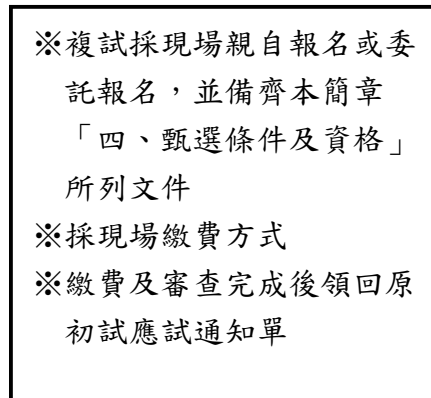 ※複試採現場親自報名或委
託報名，並備齊本簡章
「四、甄選條件及資格」
所列文件
※採現場繳費方式
※繳費及審查完成後領回原
初試應試通知單